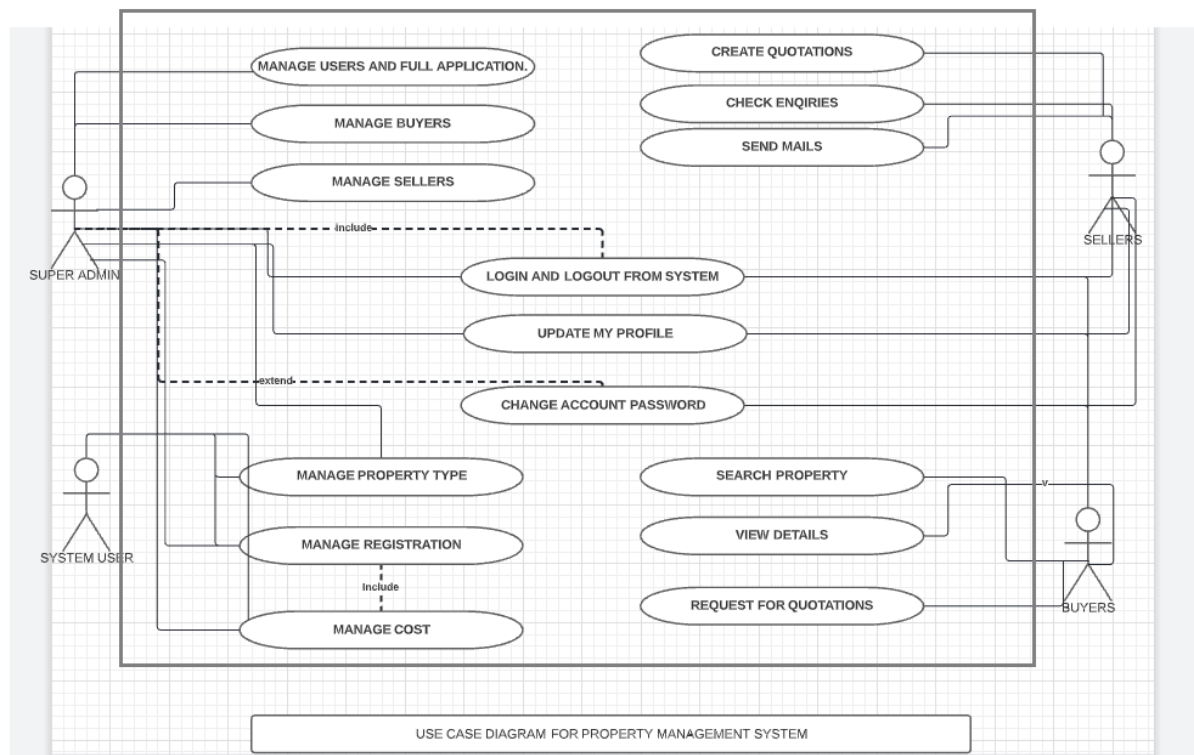 MANAGE USERS AND FULL APPLICATION.
MANAGE BUYERS
MANAGE SELLERS
CREATE QUOTATIONS
CHECK ENQIRIES
SEND MAILS
include
SUPER ADMIN
SELLERS
LOGIN AND LOGOUT FROM SYSTEM
UPDATE MY PROFILE
extend
CHANGE ACCOUNT PASSWORD
MANAGE PROPERTY TYPE
MANAGE REGISTRATION
Include
MANAGE COST
SYSTEM USER
SEARCH PROPERTY
v
VIEW DETAILS
REQUEST FOR QUOTATIONS
BUYERS
USE CASE DIAGRAM FOR PROPERTY MANAGEMENT SYSTEM